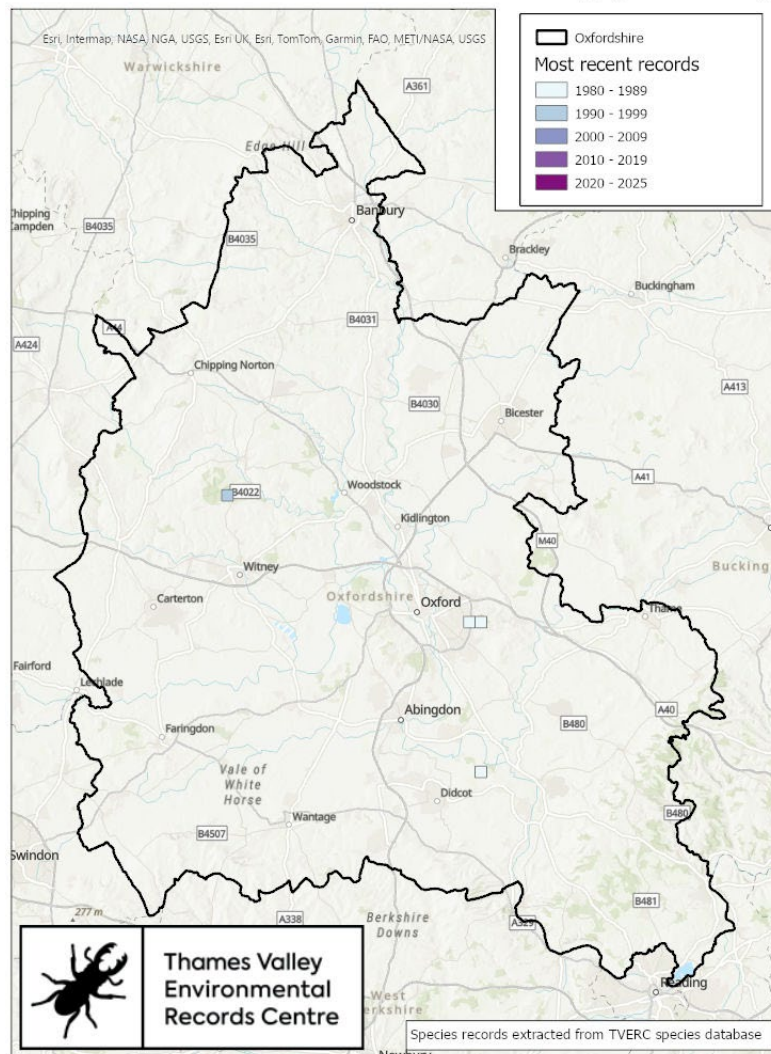 Esri, Intermap, NASA, NGA, USGS, Esri UK, Esri, TomTom, Garmin, FAO, METI/NASA, USGS
Oxfordshire
Most recent records
1980 - 1989
1990 - 1999
2000 - 2009
2010 - 2019
2020 - 2025
Warwickshire
A361
Edge Hill
Chipping
Campden
B4035
B4035
Banbury
Brackley
Buckingham
B4031
A44
A424
Chipping Norton
A413
B4030
Bicester
A41
B4022
Woodstock
Kidlington
M40
Bucking
Witney
Oxfordshire
Carterton
Oxford
Thame
Fairford
Lechlade
Abingdon
A40
B480
Faringdon
Vale of
White
Horse
Didcot
Wantage
B480
B4507
Swindon
277 m
A338
Berkshire
Downs
A329
B481
Reading
West
erkshire
Newbury
Thames Valley
Environmental
Records Centre
Species records extracted from TVERC species database